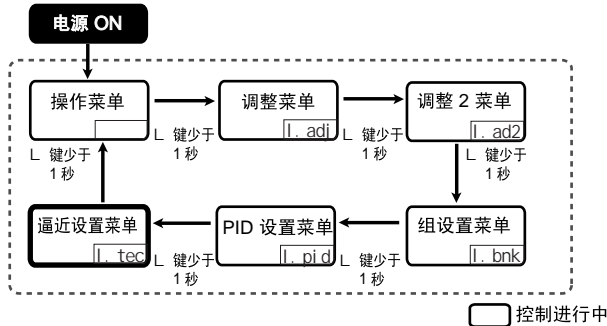 电源 ON
操作菜单
调整菜单
l. adj
调整 2 菜单
l. ad2
L 键少于
1 秒
L 键少于
1 秒
L 键少于
1 秒
L 键少于
1 秒
逼近设置菜单
l. tec
PID 设置菜单
l. pid
组设置菜单
l. bnk
L 键少于
1 秒
L 键少于
1 秒
控制进行中